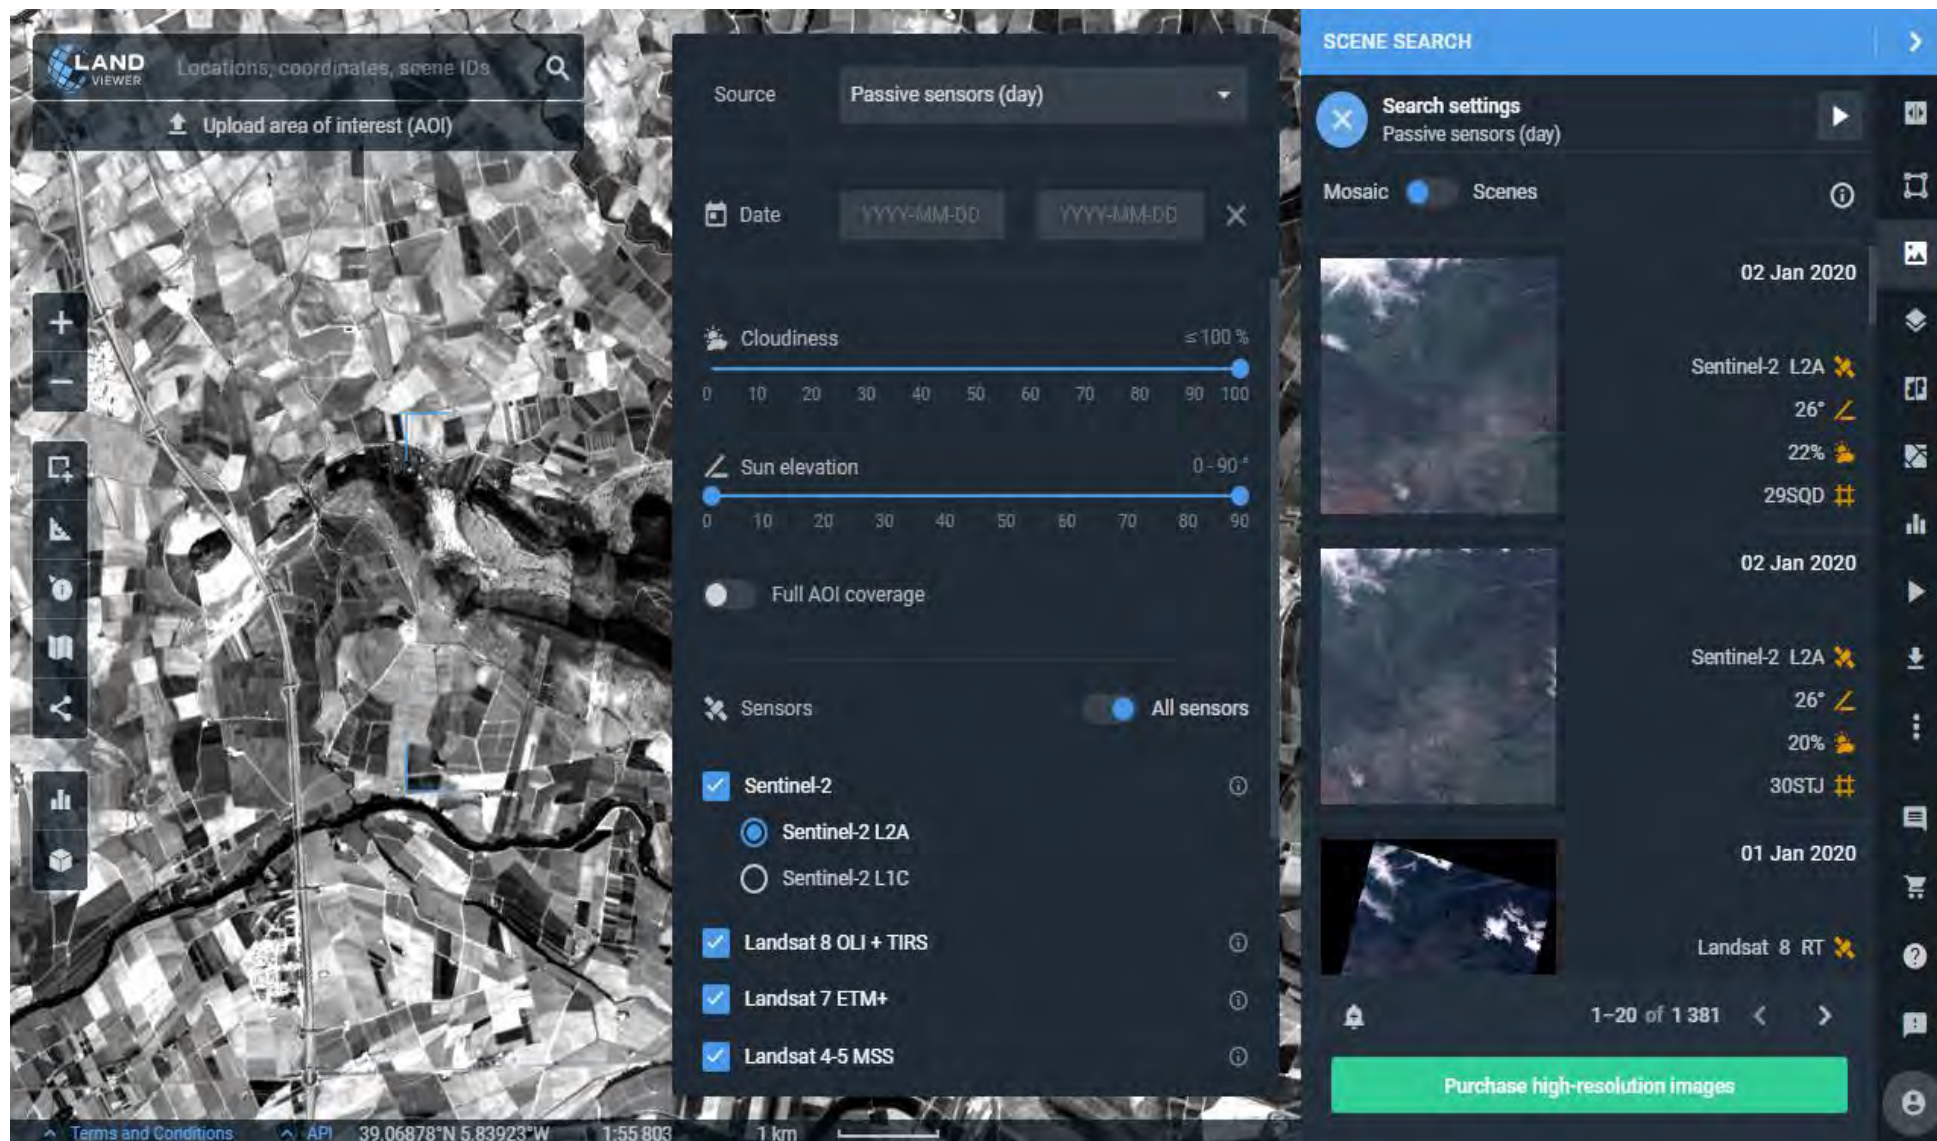 LAND
VIEWER
Locations, coordinates, scene IDs
Upload area of interest (AOI)
Source
Passive sensors (day)
Date
YYYY-MM-DD
YYYY-MM-DD
Cloudiness
≤ 100 %
0 10 20 30 40 50 60 70 80 90 100
Sun elevation
0 - 90 °
0 10 20 30 40 50 60 70 80 90
Full AOI coverage
Sensors
All sensors
Sentinel-2
Sentinel-2 L2A
Sentinel-2 L1C
Landsat 8 OLI + TIRS
Landsat 7 ETM+
Landsat 4-5 MSS
SCENE SEARCH
Search settings
Passive sensors (day)
Mosaic
Scenes
02 Jan 2020
Sentinel-2 L2A
26°
22%
29SQD
02 Jan 2020
Sentinel-2 L2A
26°
20%
30STJ
01 Jan 2020
Landsat 8 RT
1–20 of 1 381
Purchase high-resolution images
Terms and Conditions
API
39.06878°N 5.83923°W
1:55 803
1 km